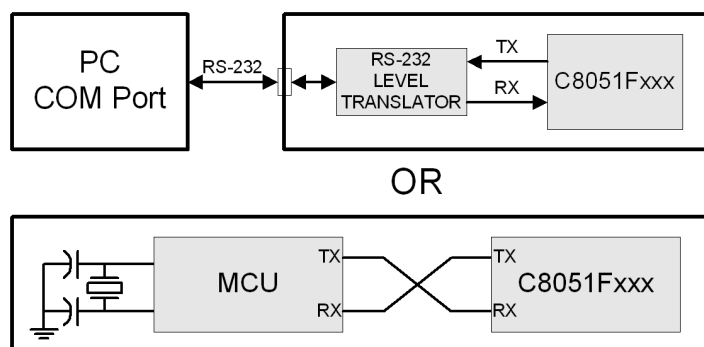 PC
COM Port
RS-232
RS-232
LEVEL
TRANSLATOR
TX
RX
C8051Fxxx
OR
MCU
TX
RX
TX
RX
C8051Fxxx